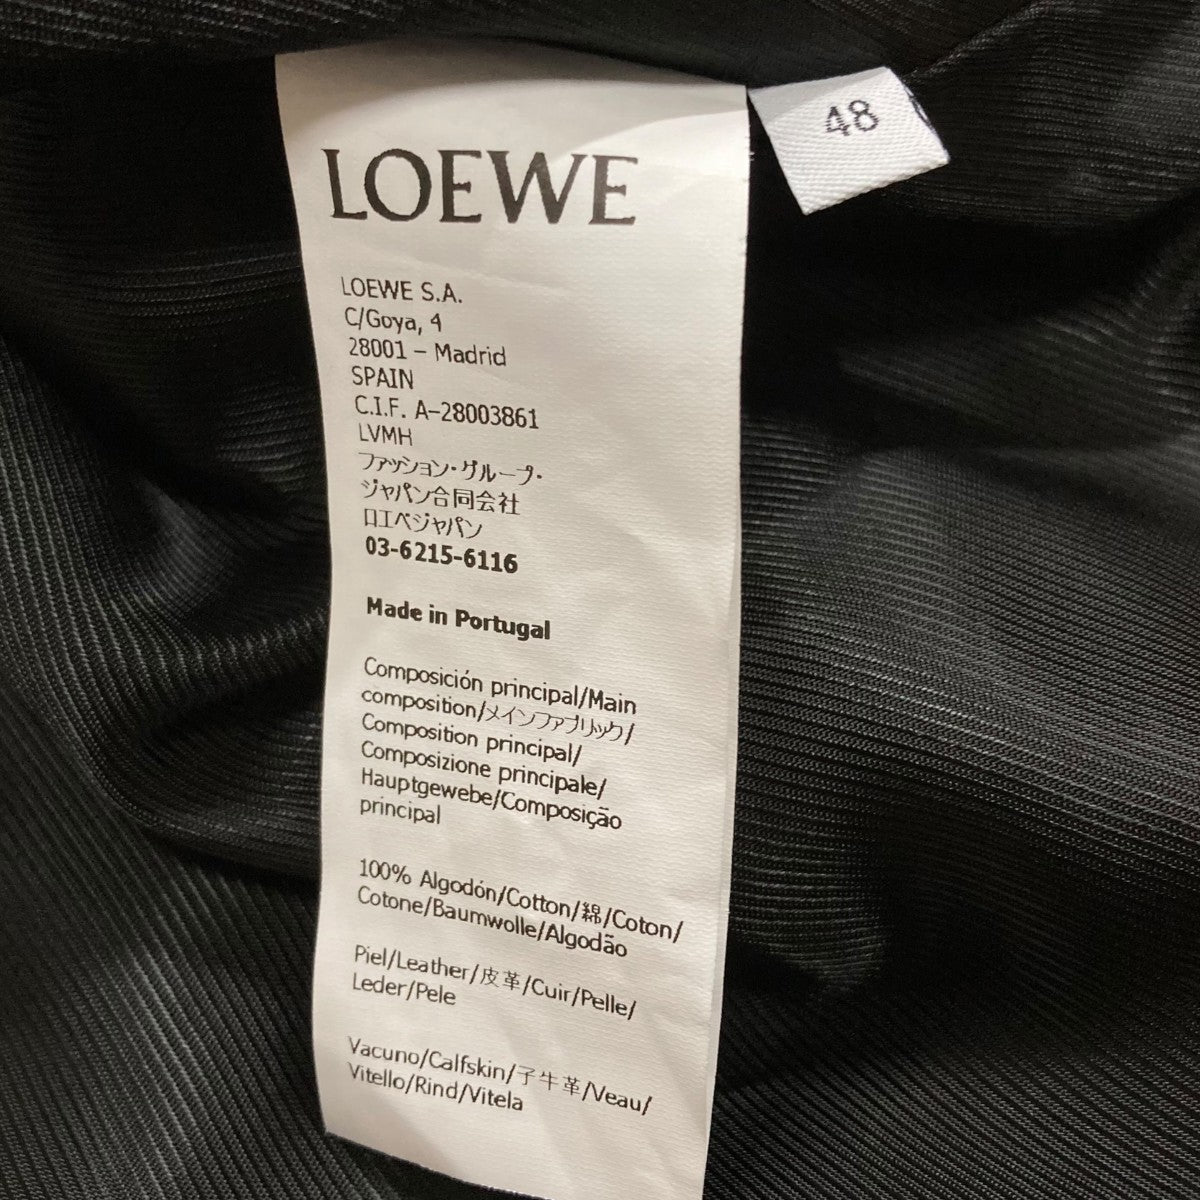 LOEWE
48
LOEWE S.A.
C/Goya, 4
28001 – Madrid
SPAIN
C.I.F. A-28003861
LVMH
ファッション・グループ・
ジャパン合同会社
ロエベジャパン
03-6215-6116
Made in Portugal
Composición principal/Main
composition/メインファブリック/
Composition principal/
Composizione principale/
Hauptgewebe/Composição
principal
100% Algodón/Cotton/綿/Coton/
Cotone/Baumwolle/Algodão
Piel/Leather/皮革/Cuir/Pelle/
Leder/Pele
Vacuno/Calfskin/子牛革/Veau/
Vitello/Rind/Vitela